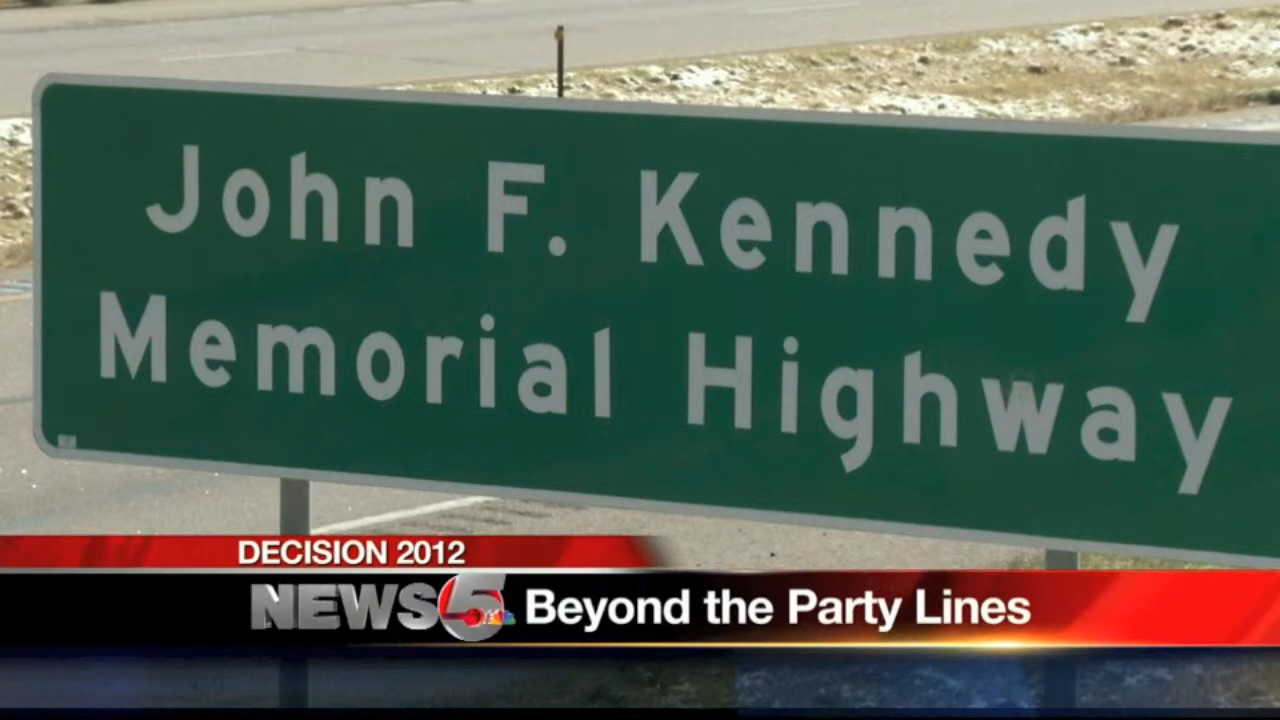 John F. Kennedy
Memorial Highway
DECISION 2012
NEWS5 Beyond the Party Lines